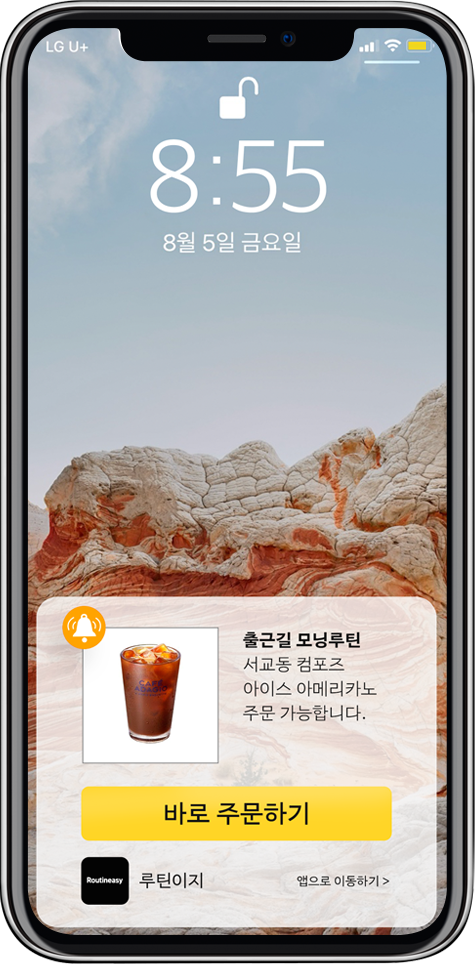 LG U+
8:55
8월 5일 금요일
출근길 모닝루틴
서교동 컴포즈
아이스 아메리카노
주문 가능합니다.
CAFE
ADAGIO
바로 주문하기
Routineasy
루틴이지
앱으로 이동하기 >